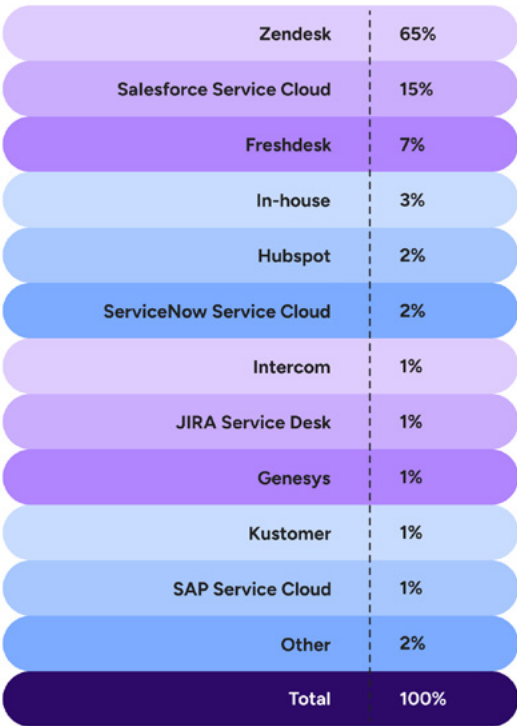 Zendesk 65%
Salesforce Service Cloud 15%
Freshdesk 7%
In-house 3%
Hubspot 2%
ServiceNow Service Cloud 2%
Intercom 1%
JIRA Service Desk 1%
Genesys 1%
Kustomer 1%
SAP Service Cloud 1%
Other 2%
Total 100%